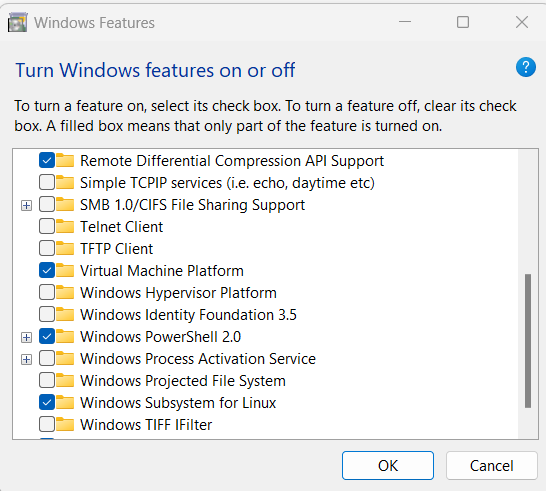 Windows Features
Turn Windows features on or off
?
To turn a feature on, select its check box. To turn a feature off, clear its check
box. A filled box means that only part of the feature is turned on.
Remote Differential Compression API Support
Simple TCPIP services (i.e. echo, daytime etc)
SMB 1.0/CIFS File Sharing Support
Telnet Client
TFTP Client
Virtual Machine Platform
Windows Hypervisor Platform
Windows Identity Foundation 3.5
Windows PowerShell 2.0
Windows Process Activation Service
Windows Projected File System
Windows Subsystem for Linux
Windows TIFF IFilter
OK
Cancel